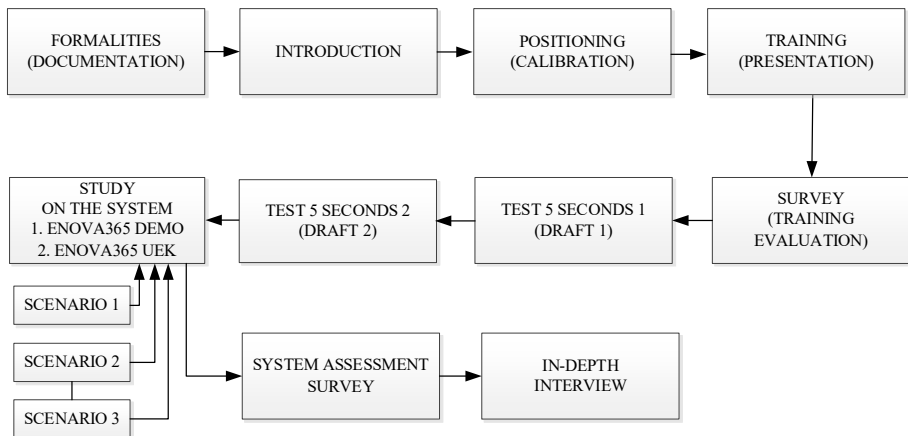 FORMALITIES
(DOCUMENTATION)
INTRODUCTION
POSITIONING
(CALIBRATION)
TRAINING
(PRESENTATION)
SURVEY
(TRAINING
EVALUATION)
TEST 5 SECONDS 1
(DRAFT 1)
TEST 5 SECONDS 2
(DRAFT 2)
STUDY
ON THE SYSTEM
1. ENOVA365 DEMO
2. ENOVA365 UEK
SCENARIO 1
SCENARIO 2
SCENARIO 3
SYSTEM ASSESSMENT
SURVEY
IN-DEPTH
INTERVIEW